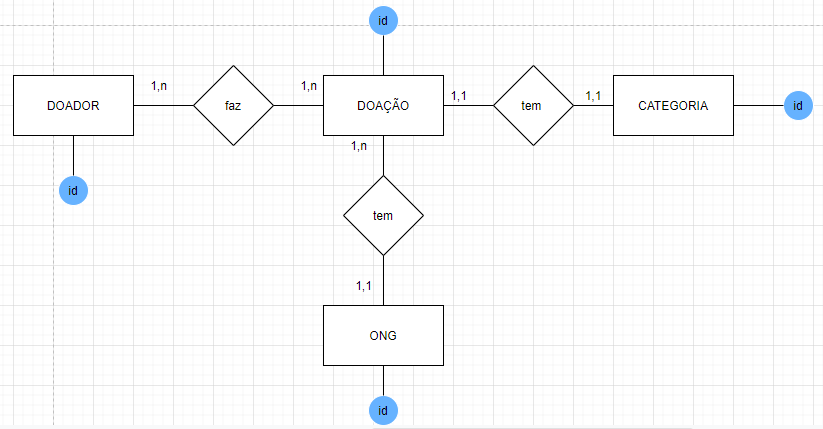 id
1,n
1,n
1,1
1,1
DOADOR
faz
DOAÇÃO
tem
CATEGORIA
id
1,n
id
tem
1,1
ONG
id